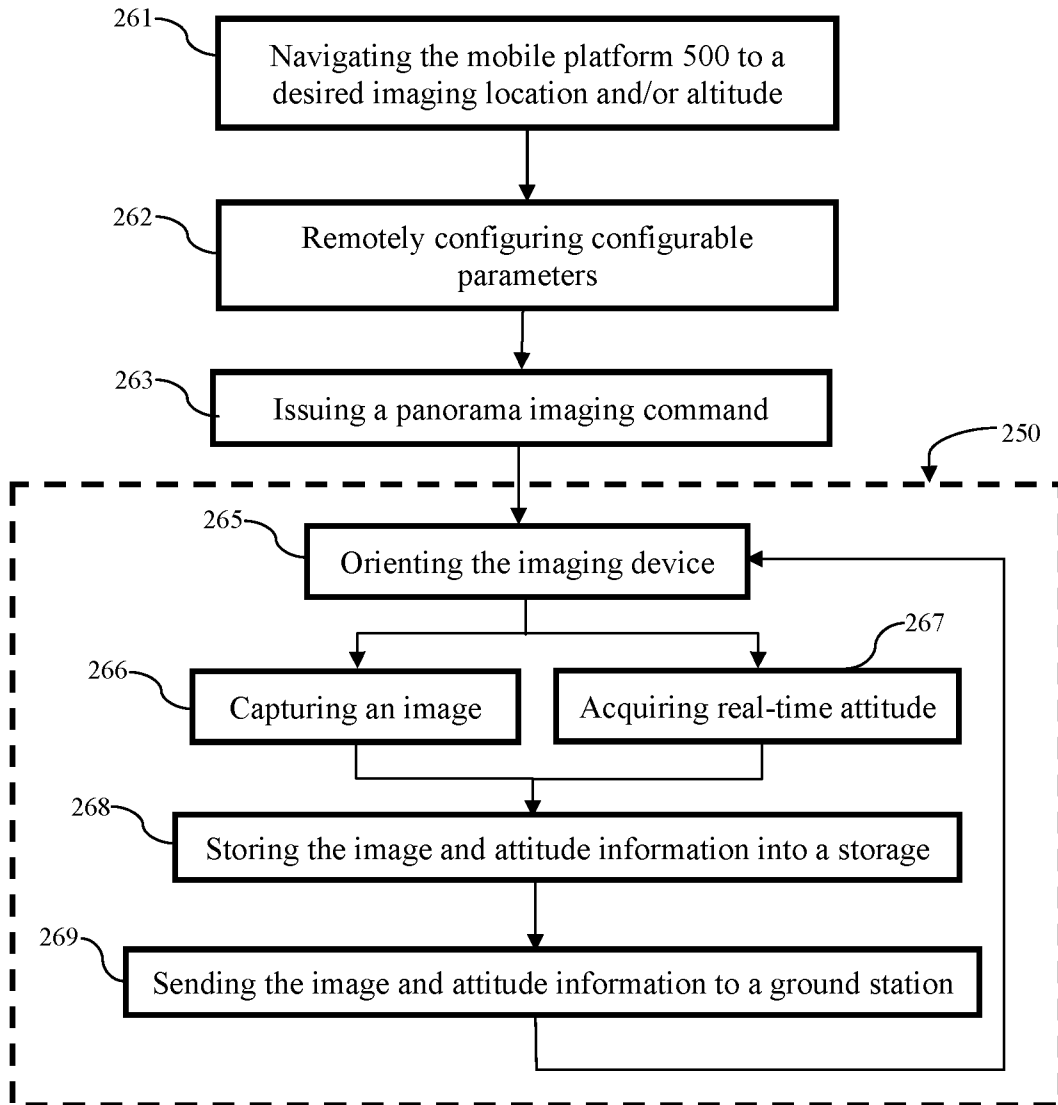 261
Navigating the mobile platform 500 to a
desired imaging location and/or altitude
262
Remotely configuring configurable
parameters
263
Issuing a panorama imaging command
250
265
Orienting the imaging device
267
266
Capturing an image
Acquiring real-time attitude
268
Storing the image and attitude information into a storage
269
Sending the image and attitude information to a ground station